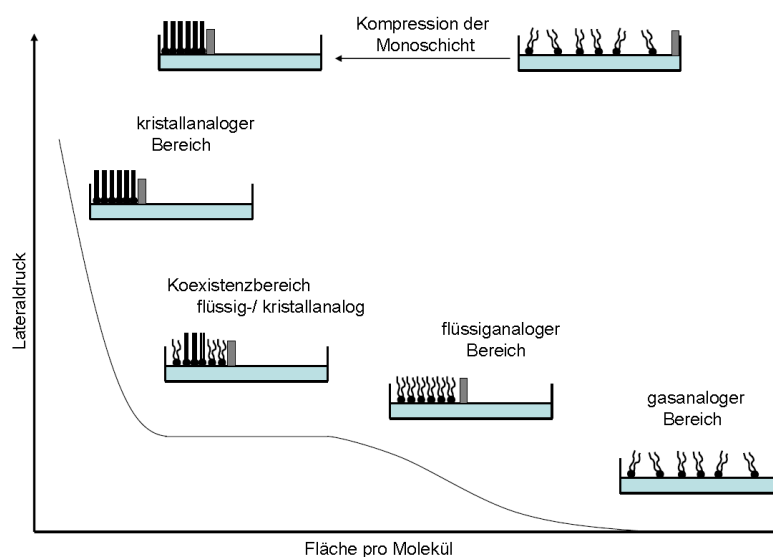 Kompression der
Monoschicht
kristallanaloger
Bereich
Koexistenzbereich
flüssig-/ kristallanalog
flüssiganaloger
Bereich
gasanaloger
Bereich
Lateraldruck
Fläche pro Molekül